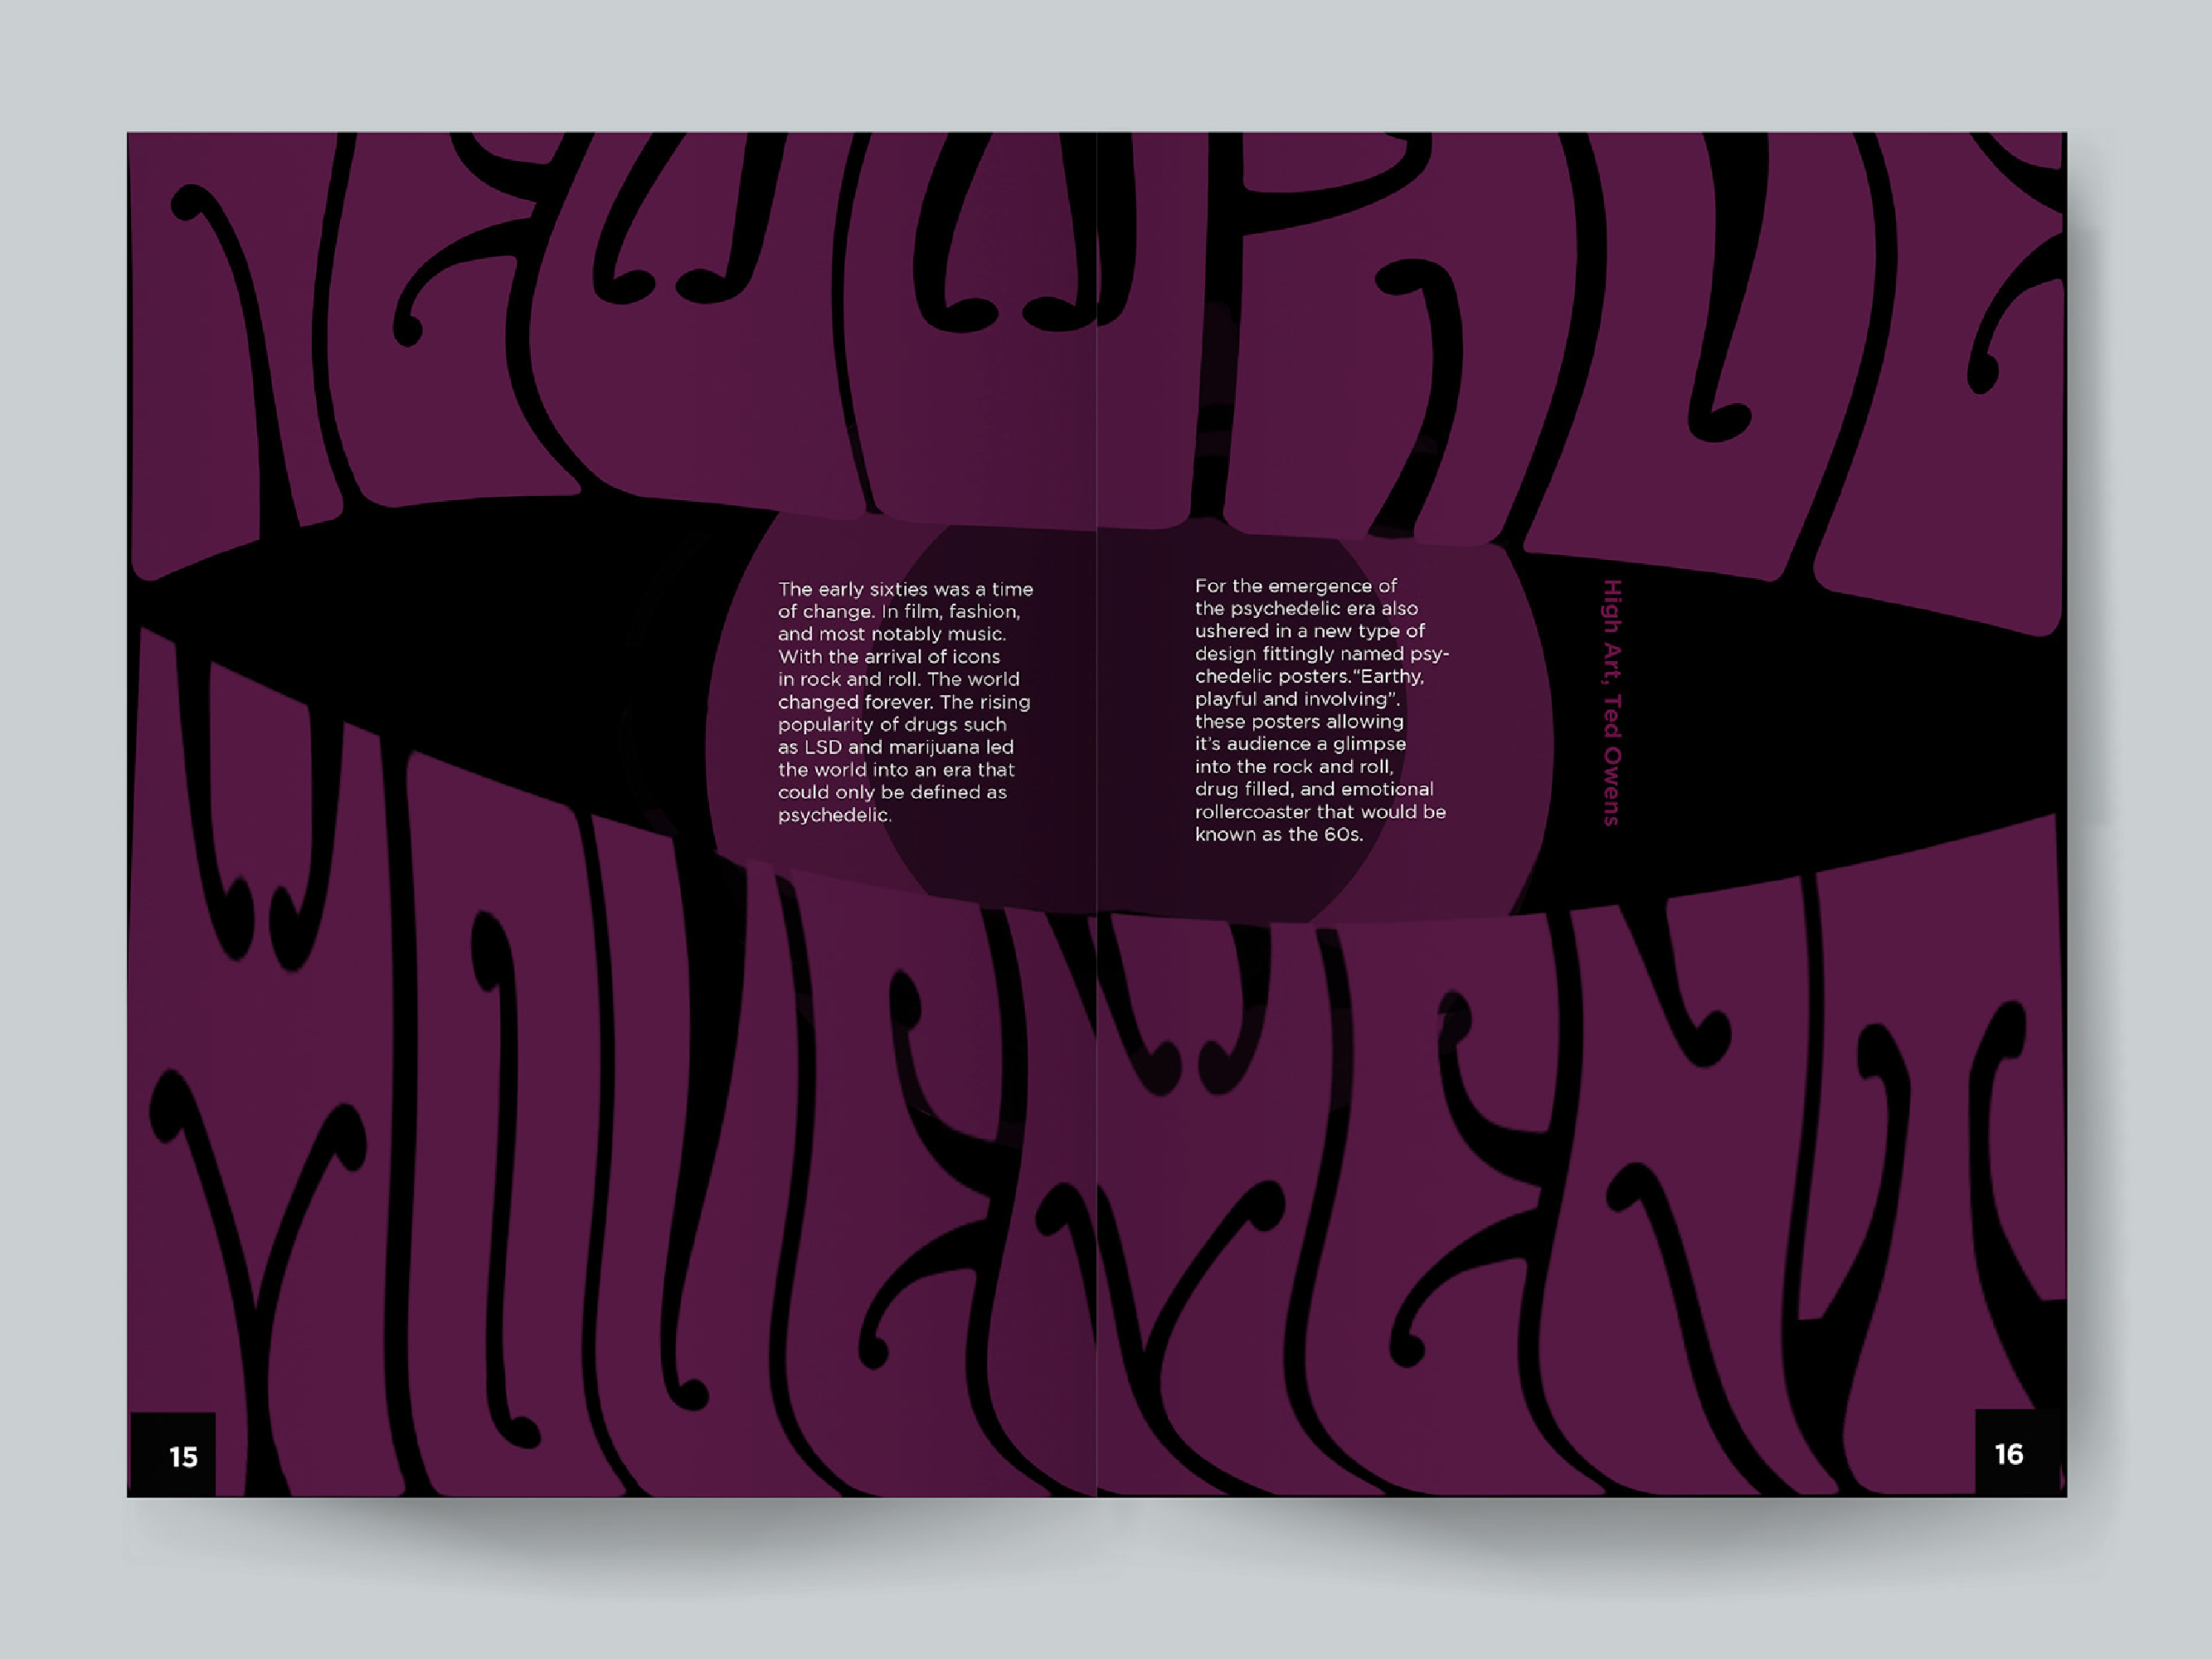 The early sixties was a time
of change. In film, fashion,
and most notably music.
With the arrival of icons
in rock and roll. The world
changed forever. The rising
popularity of drugs such
as LSD and marijuana led
the world into an era that
could only be defined as
psychedelic.
For the emergence of
the psychedelic era also
ushered in a new type of
design fittingly named psy-
chedelic posters.“Earthy,
playful and involving”.
these posters allowing
it’s audience a glimpse
into the rock and roll,
drug filled, and emotional
rollercoaster that would be
known as the 60s.
High Art, Ted Owens
MOVEMENT
15
16